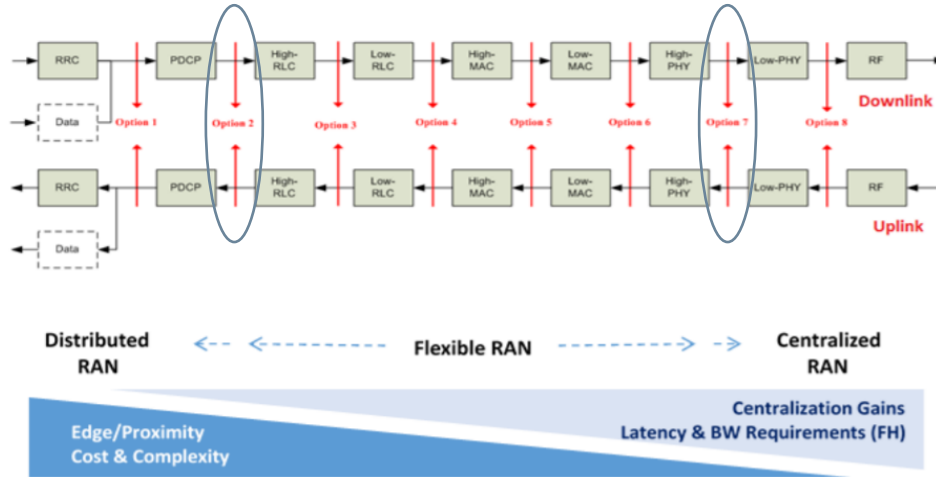 RRC
PDCP
High-
RLC
Low-
RLC
High-
MAC
Low-
MAC
High-
PHY
Low-PHY
RF
Downlink
Data
Option 1
Option 2
Option 3
Option 4
Option 5
Option 6
Option 7
Option 8
RRC
PDCP
High-
RLC
Low-
RLC
High-
MAC
Low-
MAC
High-
PHY
Low-PHY
RF
Uplink
Data
Distributed
RAN
Flexible RAN
Centralized
RAN
Centralization Gains
Latency & BW Requirements (FH)
Edge/Proximity
Cost & Complexity